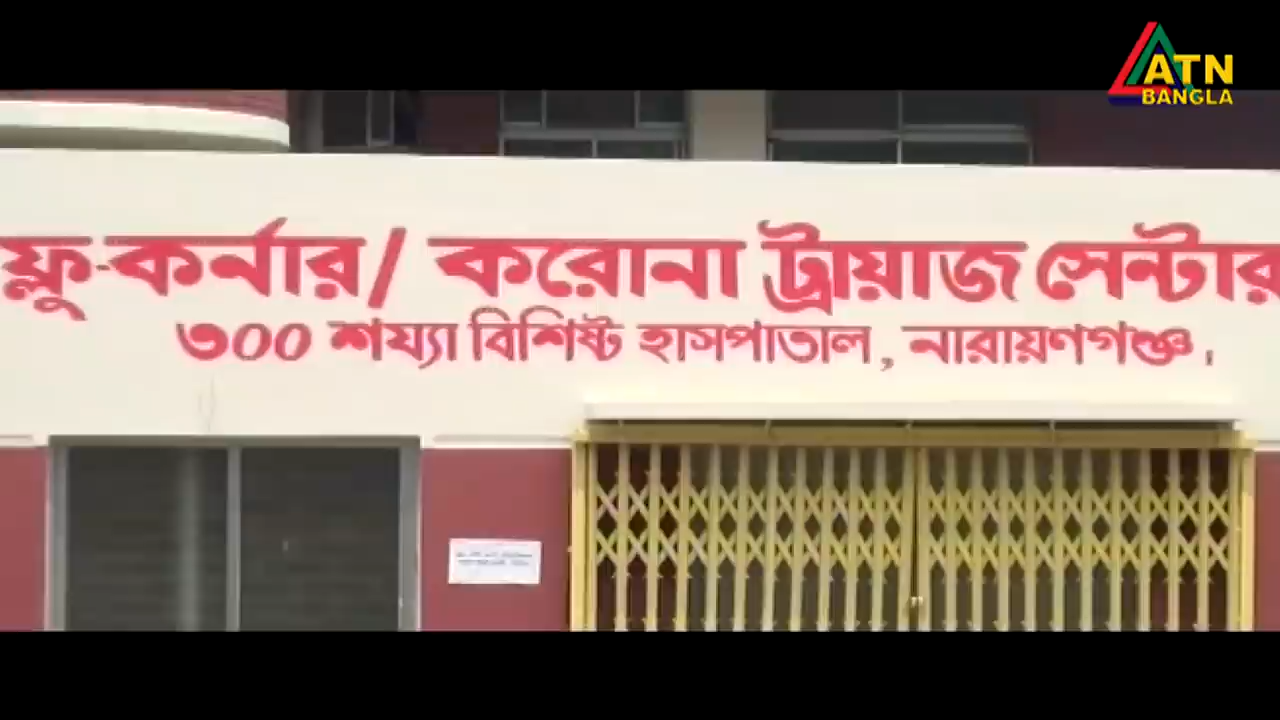 ATN
BANGLA
ফ্লু-কর্নার/ করোনা ট্রায়াজ সেন্টার
৩০০ শয্যা বিশিষ্ট হাসপাতাল, নারায়ণগঞ্জ।